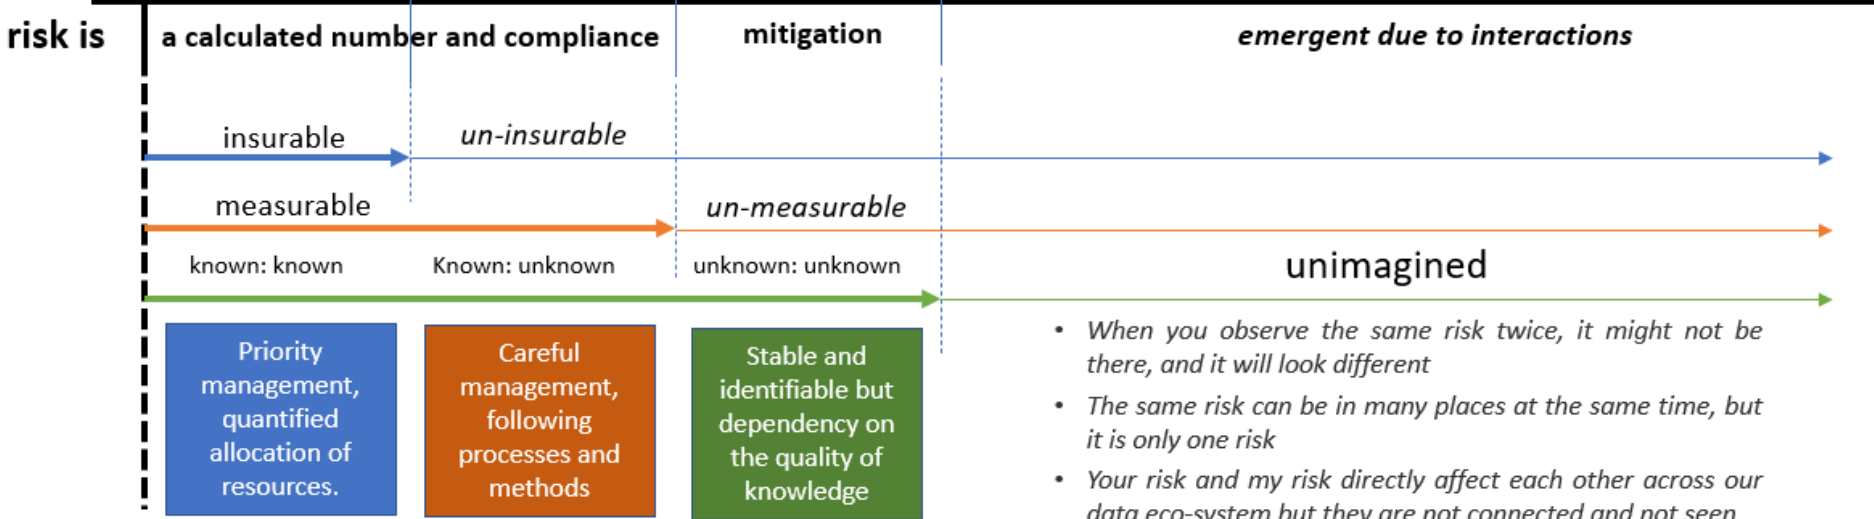 risk is
a calculated number and compliance
mitigation
emergent due to interactions
insurable
un-insurable
measurable
un-measurable
known: known
Known: unknown
unknown: unknown
unimagined
Priority
management,
quantified
allocation of
resources.
Careful
management,
following
processes and
methods
Stable and
identifiable but
dependency on
the quality of
knowledge
• When you observe the same risk twice, it might not be
there, and it will look different
• The same risk can be in many places at the same time, but
it is only one risk
• Your risk and my risk directly affect each other across our
data eco-system but they are not connected and not seen